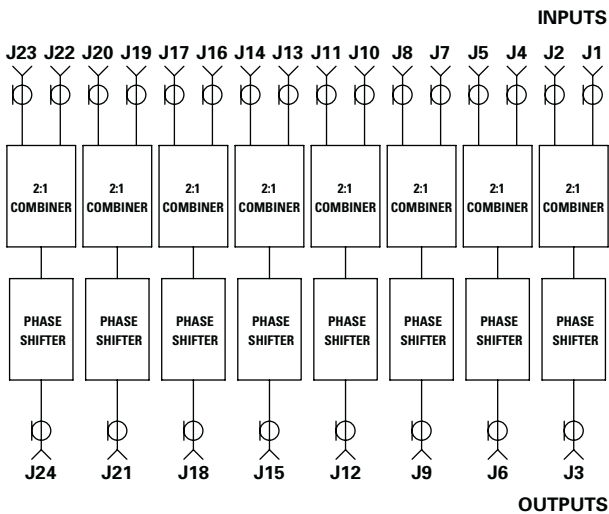 INPUTS
J23 J22 J20 J19 J17 J16 J14 J13 J11 J10 J8 J7 J5 J4 J2 J1
2:1 2:1 2:1 2:1 2:1 2:1 2:1 2:1
COMBINER COMBINER COMBINER COMBINER COMBINER COMBINER COMBINER COMBINER
PHASE PHASE PHASE PHASE PHASE PHASE PHASE PHASE
SHIFTER SHIFTER SHIFTER SHIFTER SHIFTER SHIFTER SHIFTER SHIFTER
J24 J21 J18 J15 J12 J9 J6 J3
OUTPUTS